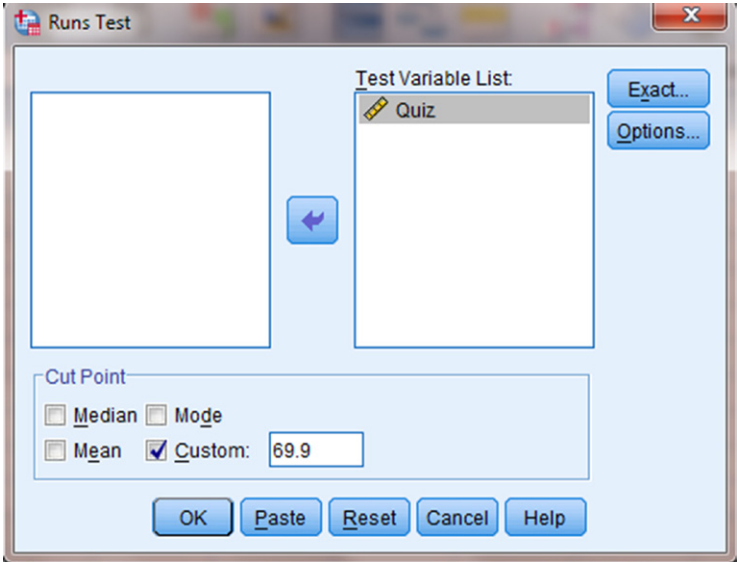 Runs Test
Test Variable List:
Quiz
Exact...
Options...
Cut Point
Median Mode
Mean Custom: 69.9
OK Paste Reset Cancel Help